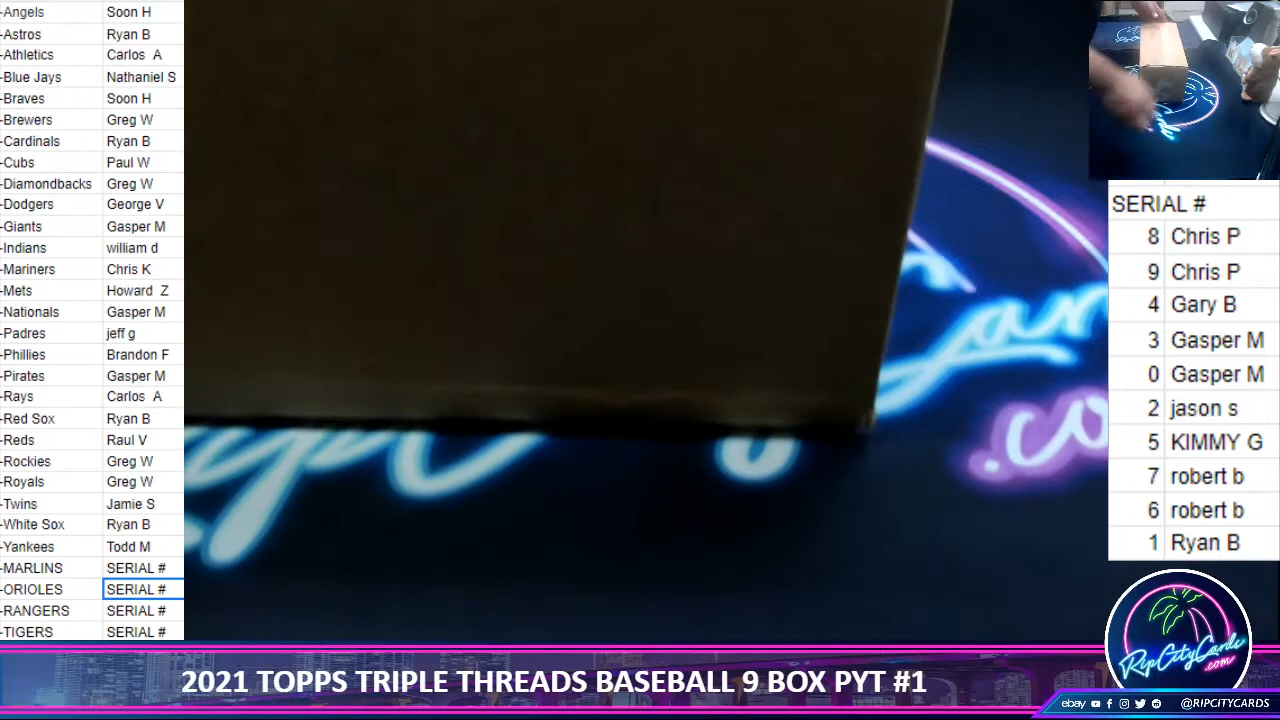 -Angels Soon H
-Astros Ryan B
-Athletics Carlos A
-Blue Jays Nathaniel S
-Braves Soon H
-Brewers Greg W
-Cardinals Ryan B
-Cubs Paul W
-Diamondbacks Greg W
-Dodgers George V
-Giants Gasper M
-Indians william d
-Mariners Chris K
-Mets Howard Z
-Nationals Gasper M
-Padres jeff g
-Phillies Brandon F
-Pirates Gasper M
-Rays Carlos A
-Red Sox Ryan B
-Reds Raul V
-Rockies Greg W
-Royals Greg W
-Twins Jamie S
-White Sox Ryan B
-Yankees Todd M
-MARLINS SERIAL #
-ORIOLES SERIAL #
-RANGERS SERIAL #
-TIGERS SERIAL #
SERIAL #
8 Chris P
9 Chris P
4 Gary B
3 Gasper M
0 Gasper M
2 jason s
5 KIMMY G
7 robert b
6 robert b
1 Ryan B
RipCityCards
.com
2021 TOPPS TRIPLE THREADS BASEBALL 9 BOX PYT #1
ebay @RIPCITYCARDS